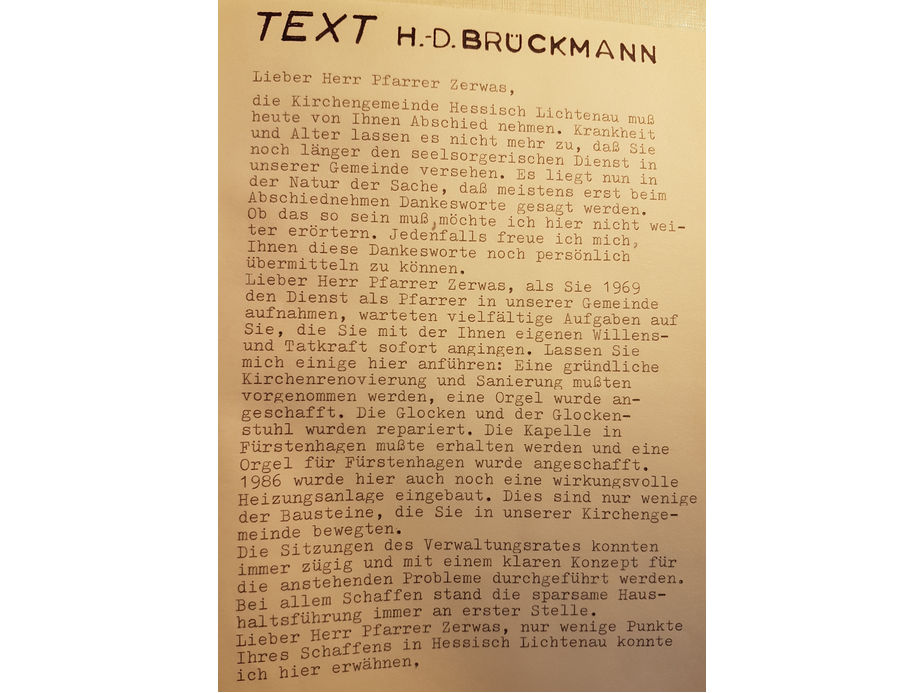 TEXT H.-D. BRÜCKMANN
Lieber Herr Pfarrer Zerwas,
die Kirchengemeinde Hessisch Lichtenau muß
heute von Ihnen Abschied nehmen. Krankheit
und Alter lassen es nicht mehr zu, daß Sie
noch länger den seelsorgerischen Dienst in
unserer Gemeinde versehen. Es liegt nun in
der Natur der Sache, daß meistens erst beim
Abschiednehmen Dankesworte gesagt werden.
Ob das so sein muß, möchte ich hier nicht wei-
ter erörtern. Jedenfalls freue ich mich,
Ihnen diese Dankesworte noch persönlich
übermitteln zu können.
Lieber Herr Pfarrer Zerwas, als Sie 1969
den Dienst als Pfarrer in unserer Gemeinde
aufnahmen, warteten vielfältige Aufgaben auf
Sie, die Sie mit der Ihnen eigenen Willens-
und Tatkraft sofort angingen. Lassen Sie
mich einige hier anführen: Eine gründliche
Kirchenrenovierung und Sanierung mußten
vorgenommen werden, eine Orgel wurde an-
geschafft. Die Glocken und der Glocken-
stuhl wurden repariert. Die Kapelle in
Fürstenhagen mußte erhalten werden und eine
Orgel für Fürstenhagen wurde angeschafft.
1986 wurde hier auch noch eine wirkungsvolle
Heizungsanlage eingebaut. Dies sind nur wenige
der Bausteine, die Sie in unserer Kirchenge-
meinde bewegten.
Die Sitzungen des Verwaltungsrates konnten
immer zügig und mit einem klaren Konzept für
die anstehenden Probleme durchgeführt werden.
Bei allem Schaffen stand die sparsame Haus-
haltsführung immer an erster Stelle.
Lieber Herr Pfarrer Zerwas, nur wenige Punkte
Ihres Schaffens in Hessisch Lichtenau konnte
ich hier erwähnen,